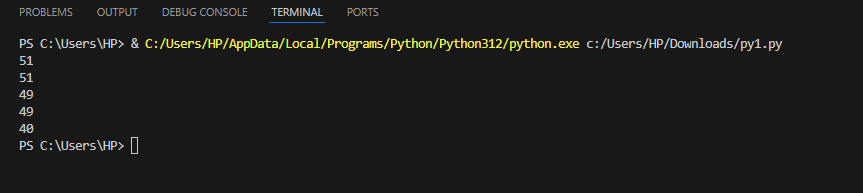 PROBLEMS OUTPUT DEBUG CONSOLE TERMINAL PORTS
PS C:\Users\HP> & C:/Users/HP/AppData/Local/Programs/Python/Python312/python.exe c:/Users/HP/Downloads/py1.py
51
51
49
49
40
PS C:\Users\HP>